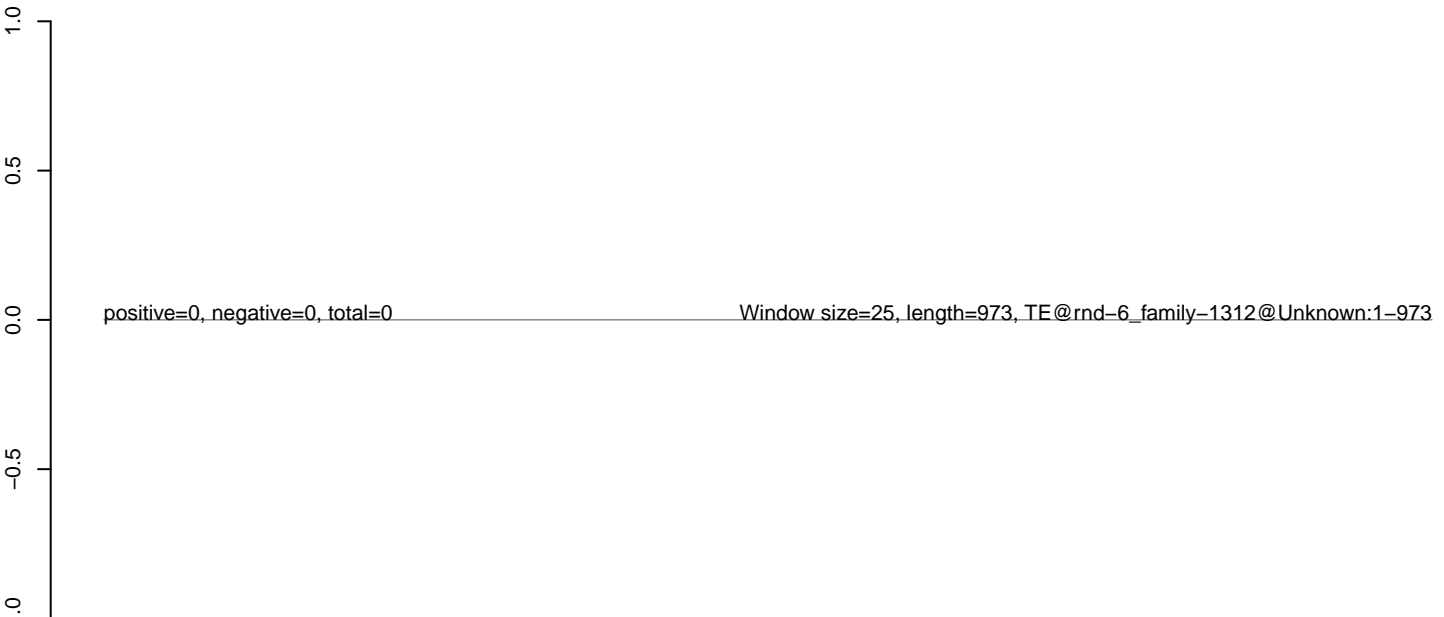 1.0
0.5
0.0
positive=0, negative=0, total=0
Window size=25, length=973, TE@rnd−6_family−1312@Unknown:1−973
−0.5
.0